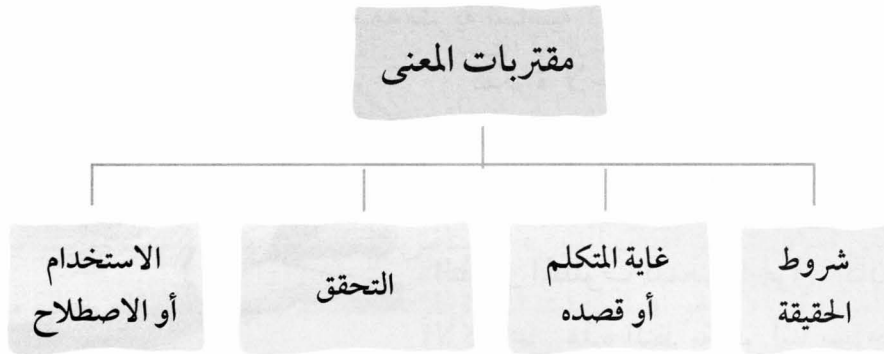 مقتربات المعنى
شروط
الحقيقة
غاية المتكلم
أو قصده
التحقق
الاستخدام
أو الاصطلاح